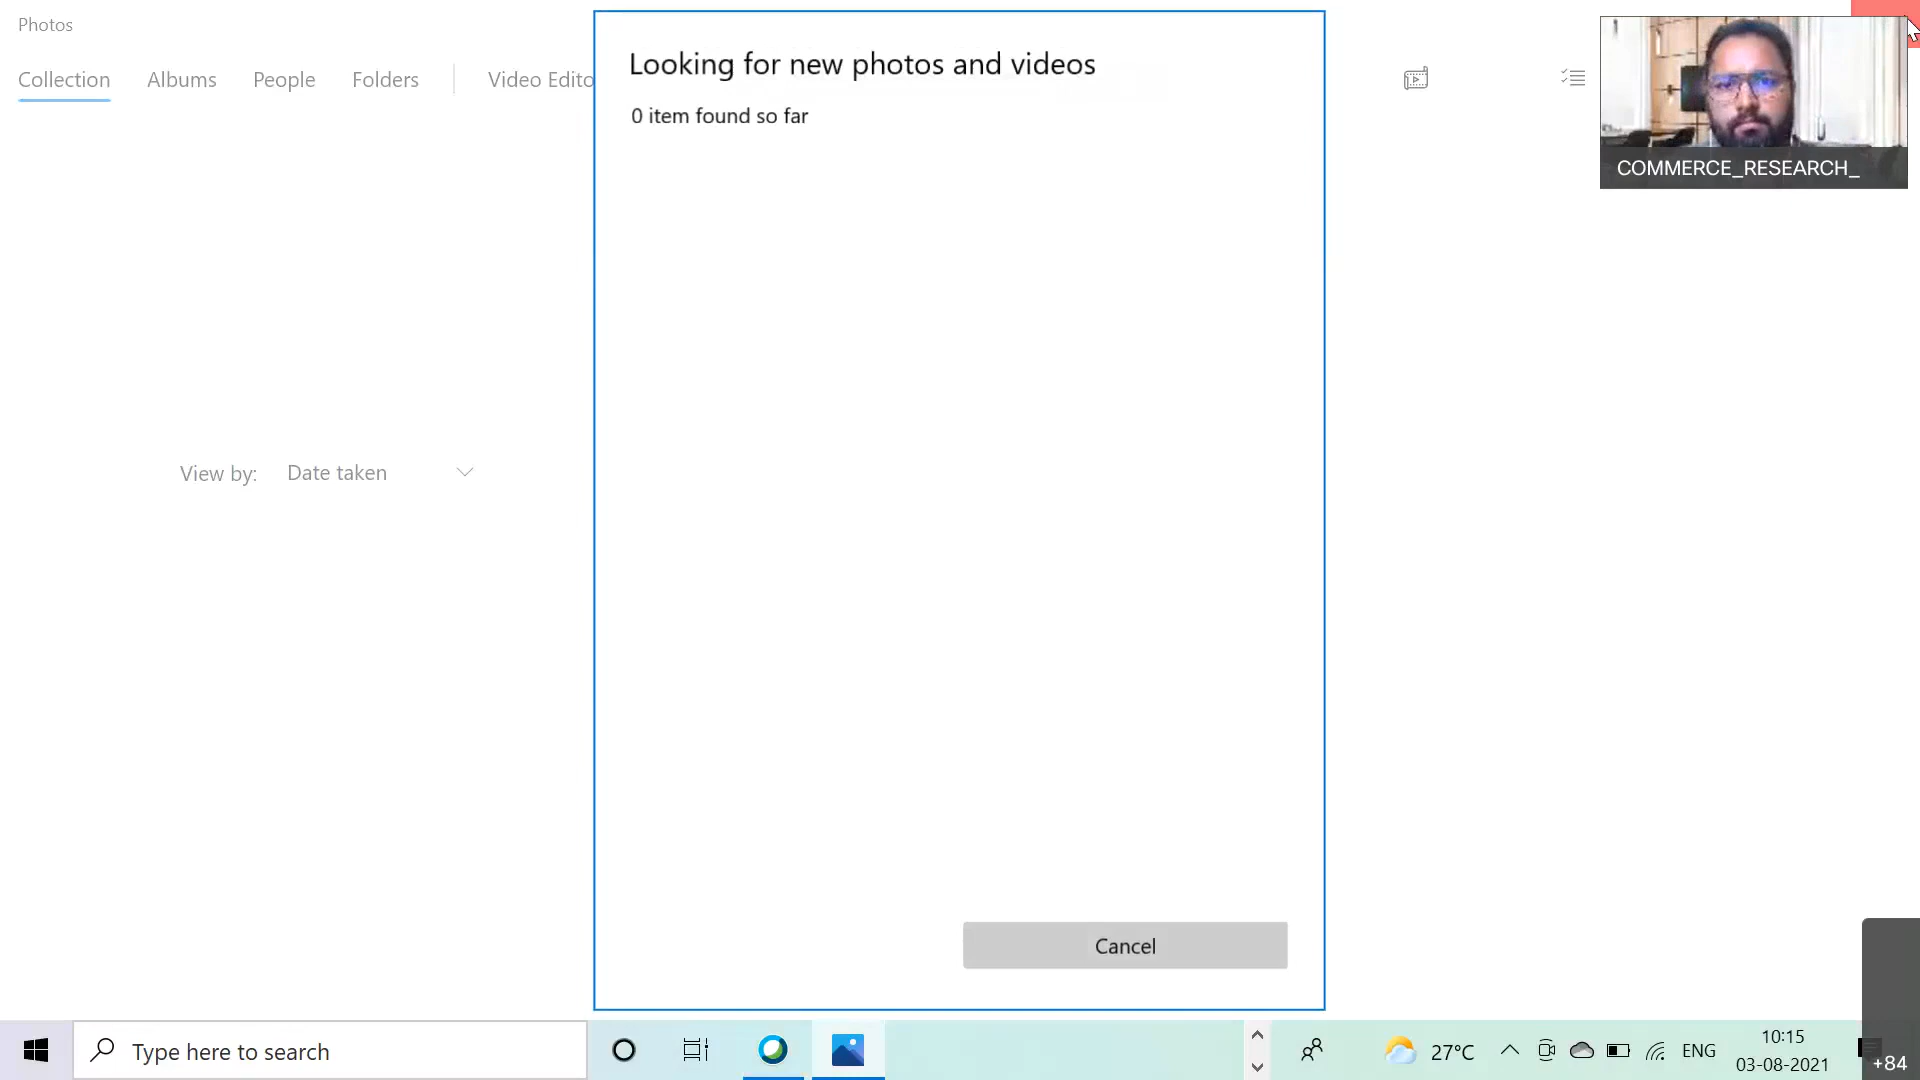 Photos
Collection Albums People Folders Video Edito
Looking for new photos and videos
0 item found so far
COMMERCE_RESEARCH_
View by: Date taken
Cancel
Type here to search
27°C
ENG
10:15
03-08-2021
+84